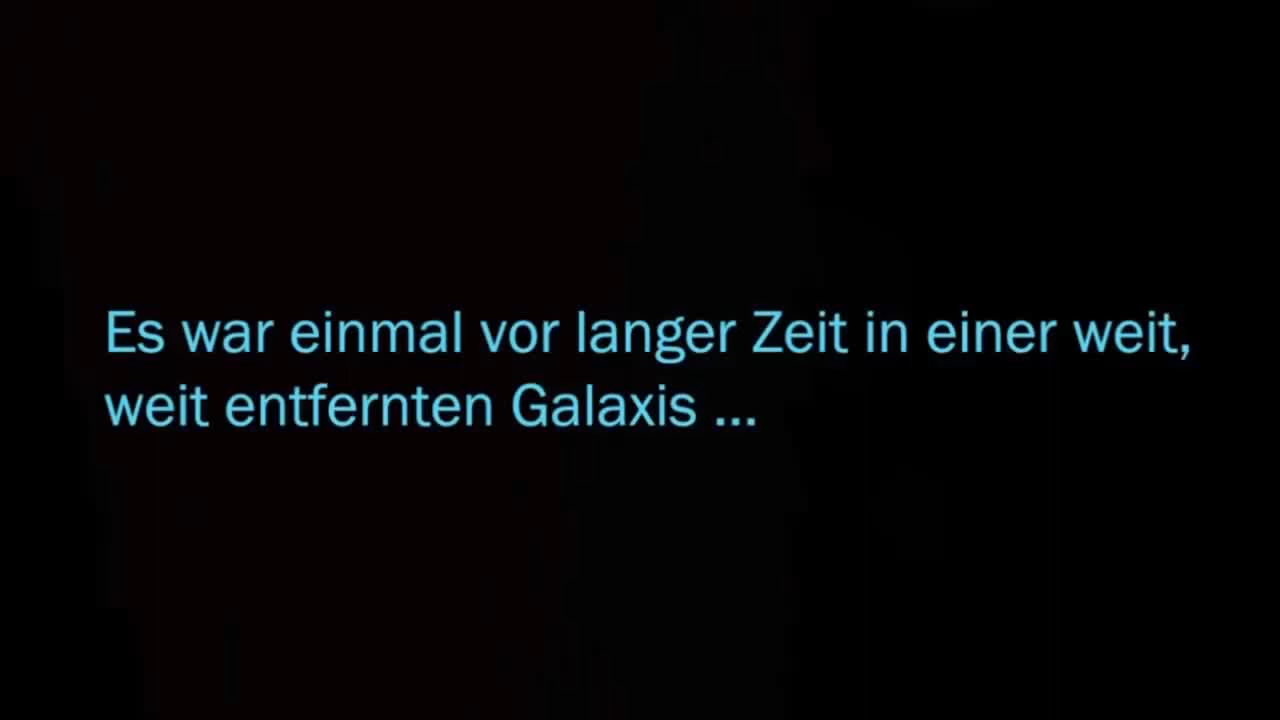 Es war einmal vor langer Zeit in einer weit,
weit entfernten Galaxis ...